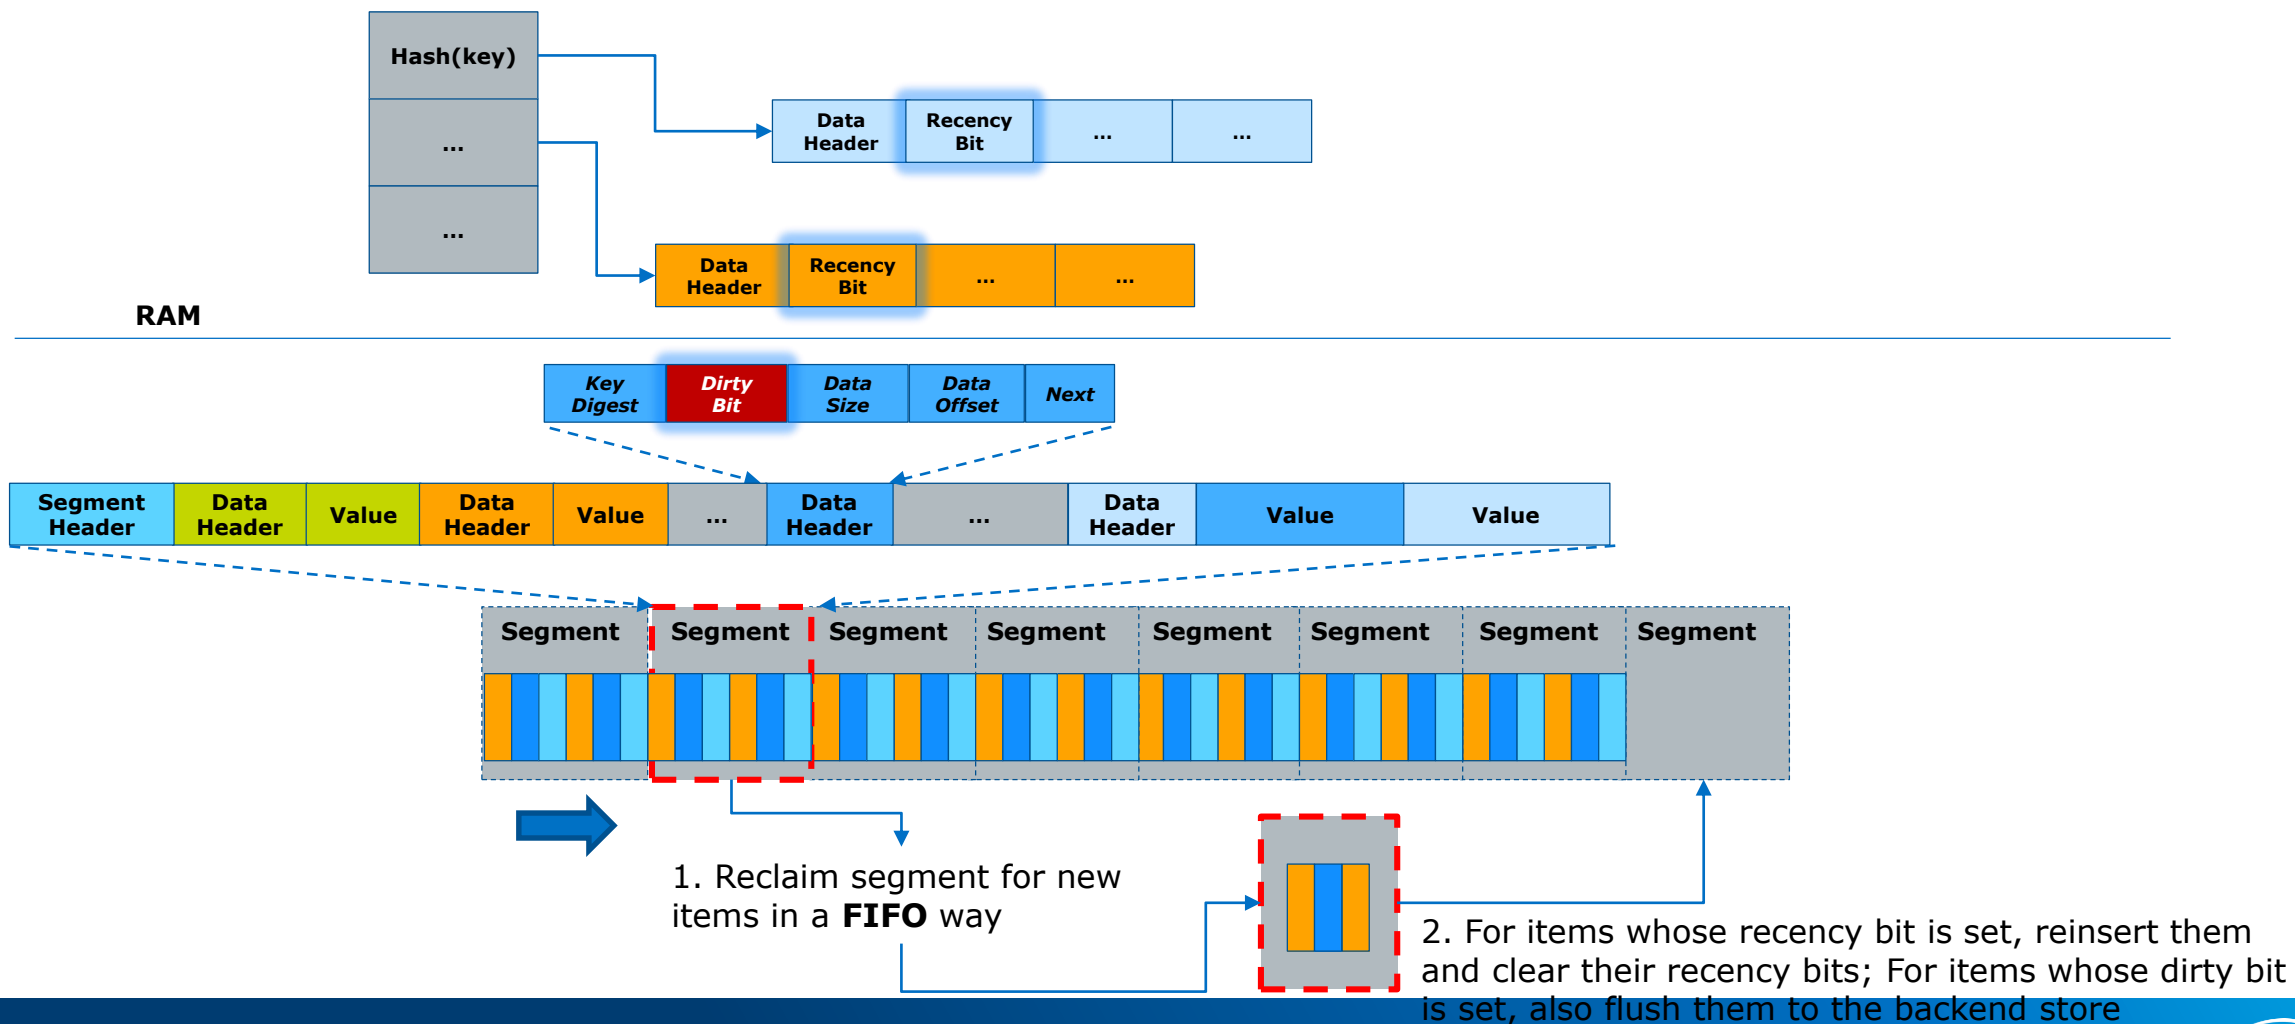 Hash(key)
...
...
Data
Header
Recency
Bit
...
...
Data
Header
Recency
Bit
...
...
RAM
Key
Digest
Dirty
Bit
Data
Size
Data
Offset
Next
Segment
Header
Data
Header
Value
Data
Header
Value
...
Data
Header
...
Data
Header
Value
Value
Segment
Segment
Segment
Segment
Segment
Segment
Segment
Segment
1. Reclaim segment for new
items in a FIFO way
2. For items whose recency bit is set, reinsert them
and clear their recency bits; For items whose dirty bit
is set, also flush them to the backend store